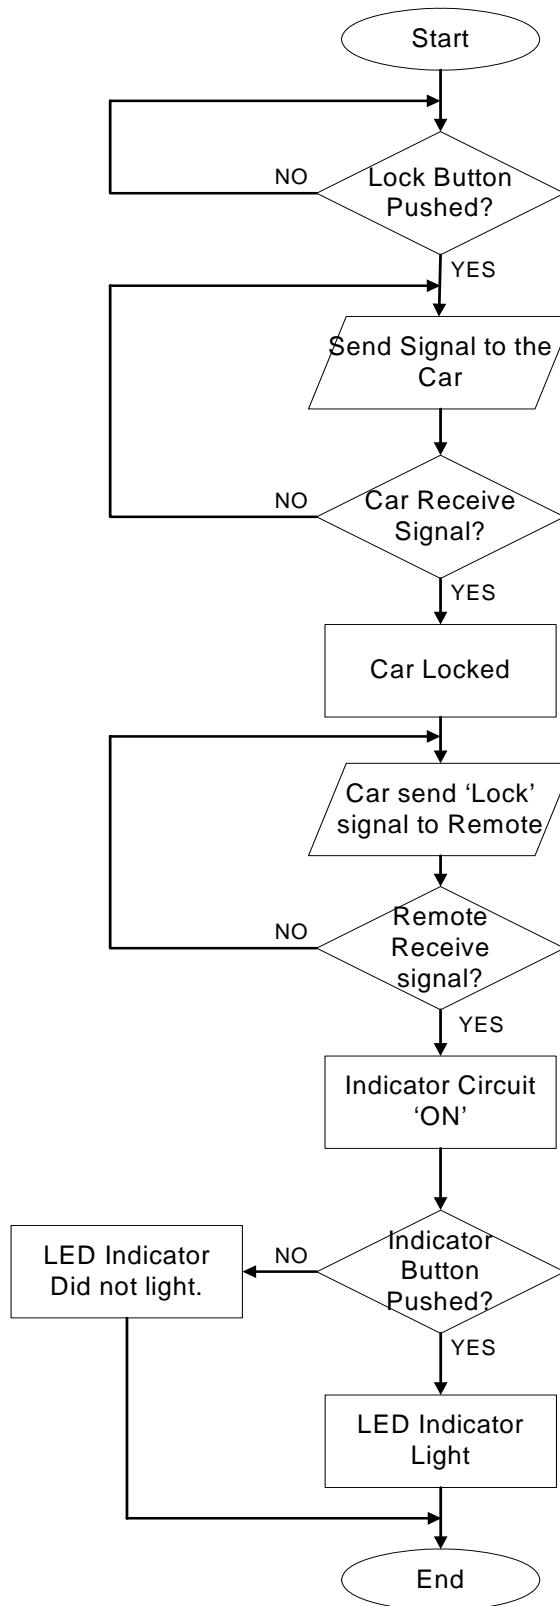 Start
Lock Button
Pushed?
NO
YES
Send Signal to the
Car
Car Receive
Signal?
NO
YES
Car Locked
Car send ‘Lock’
signal to Remote
Remote
Receive
signal?
NO
YES
Indicator Circuit
‘ON’
Indicator
Button
Pushed?
NO
LED Indicator
Did not light.
YES
LED Indicator
Light
End